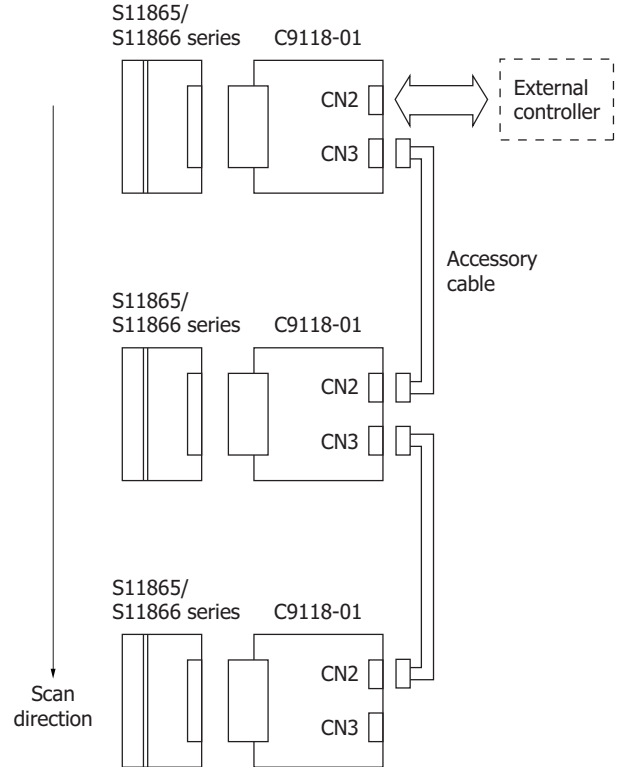 S11865/
S11866 series
C9118-01
CN2
External
controller
CN3
Accessory
cable
S11865/
S11866 series
C9118-01
CN2
CN3
S11865/
S11866 series
C9118-01
CN2
CN3
Scan
direction